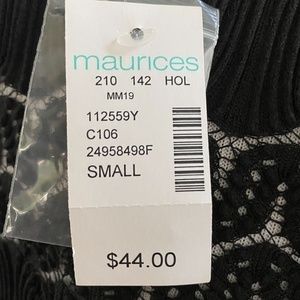 maurices
210 142 HOL
MM19
112559Y
C106
24958498F
SMALL
$44.00